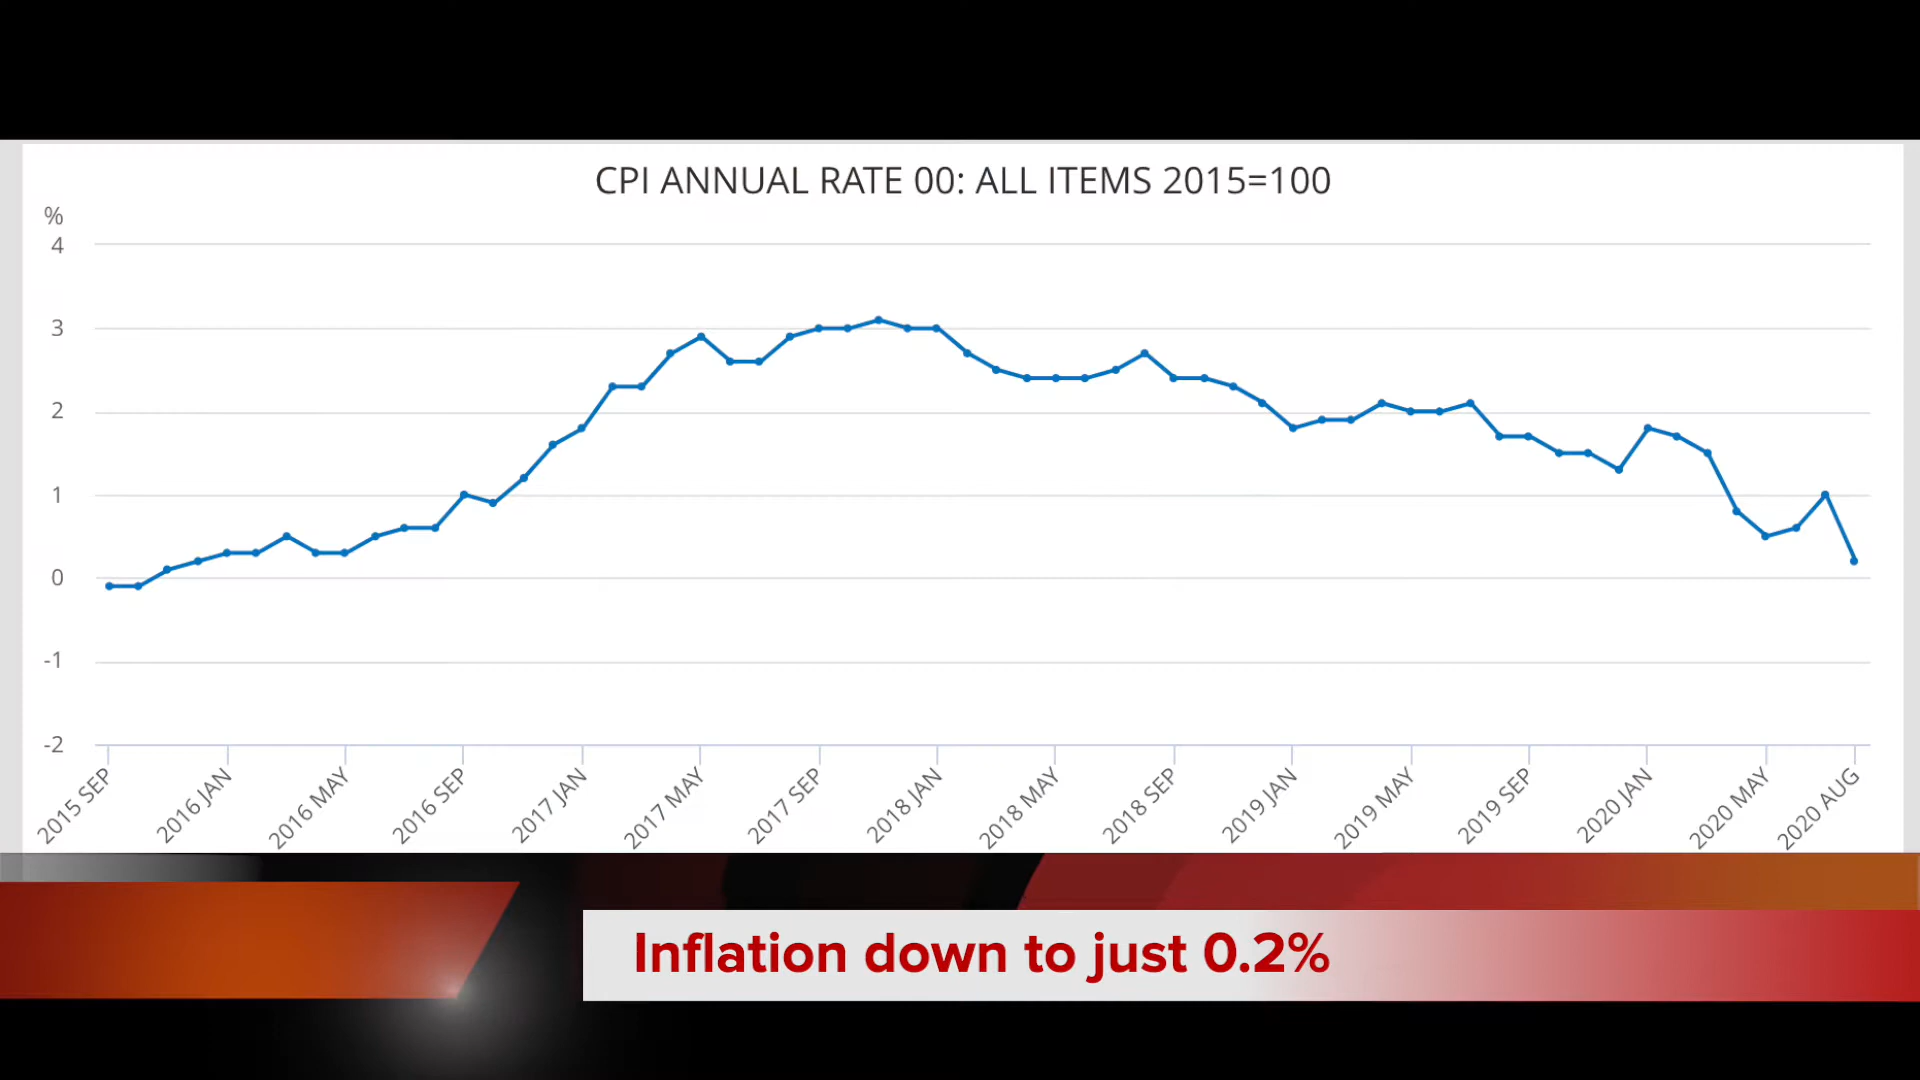 CPI ANNUAL RATE 00: ALL ITEMS 2015=100
%
4
3
2
1
0
-1
-2
2015 SEP
2016 JAN
2016 MAY
2016 SEP
2017 JAN
2017 MAY
2017 SEP
2018 JAN
2018 MAY
2018 SEP
2019 JAN
2019 MAY
2019 SEP
2020 JAN
2020 MAY
2020 AUG
Inflation down to just 0.2%